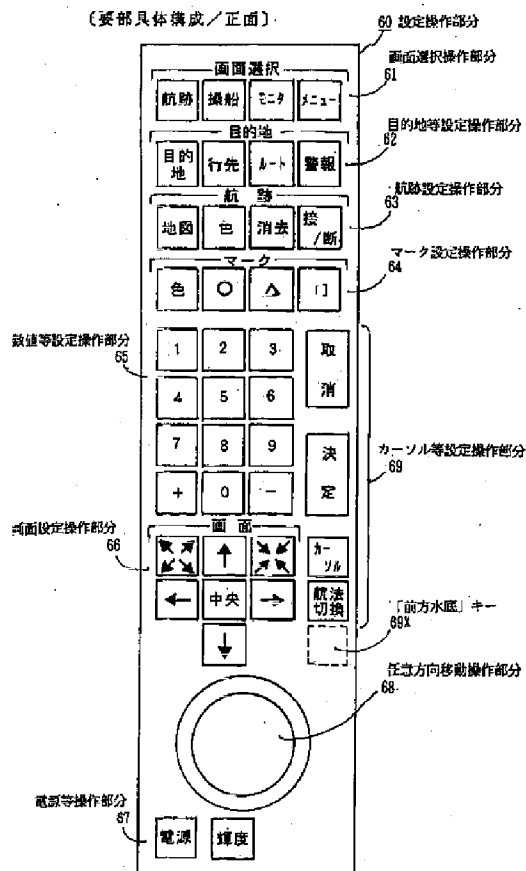 〔要部具体構成／正面〕
60 設定操作部分
画面選択
画面選択操作部分
61
航跡 操船 モニタ メニュー
目的地
目的地等設定操作部分
62
目的地 行先 ルート 警報
航跡
航跡設定操作部分
63
地図 色 消去 接/断
マーク
マーク設定操作部分
64
色 ○ △
数値等設定操作部分
65
1 2 3 取消
4 5 6
7 8 9 決定
+ 0 −
カーソル等設定操作部分
69
画面設定操作部分
66
画面
↑ カーソル
← 中央 →航法切換
↓
「前方水底」キー
69X
任意方向移動操作部分
68
電源等操作部分
67
電源 輝度